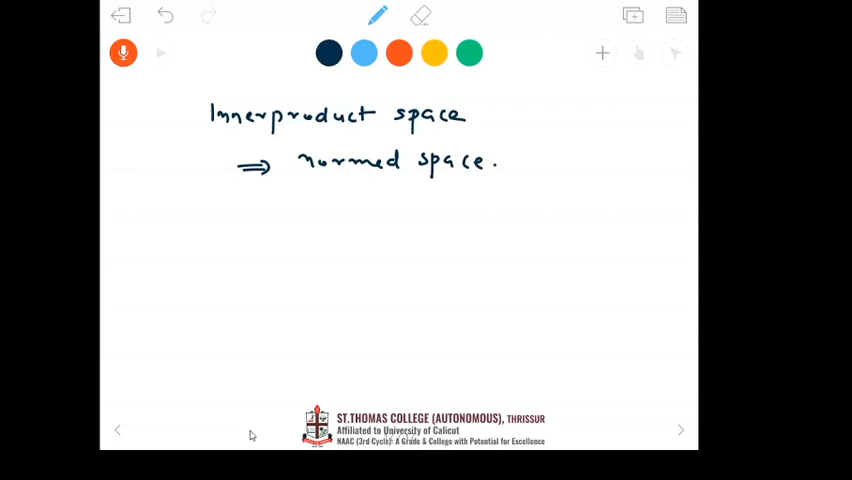 Innerproduct space
⇒ normed space.
ST.THOMAS COLLEGE (AUTONOMOUS), THRISSUR
Affiliated to University of Calicut
NAAC (3rd Cycle): A Grade & College with Potential for Excellence